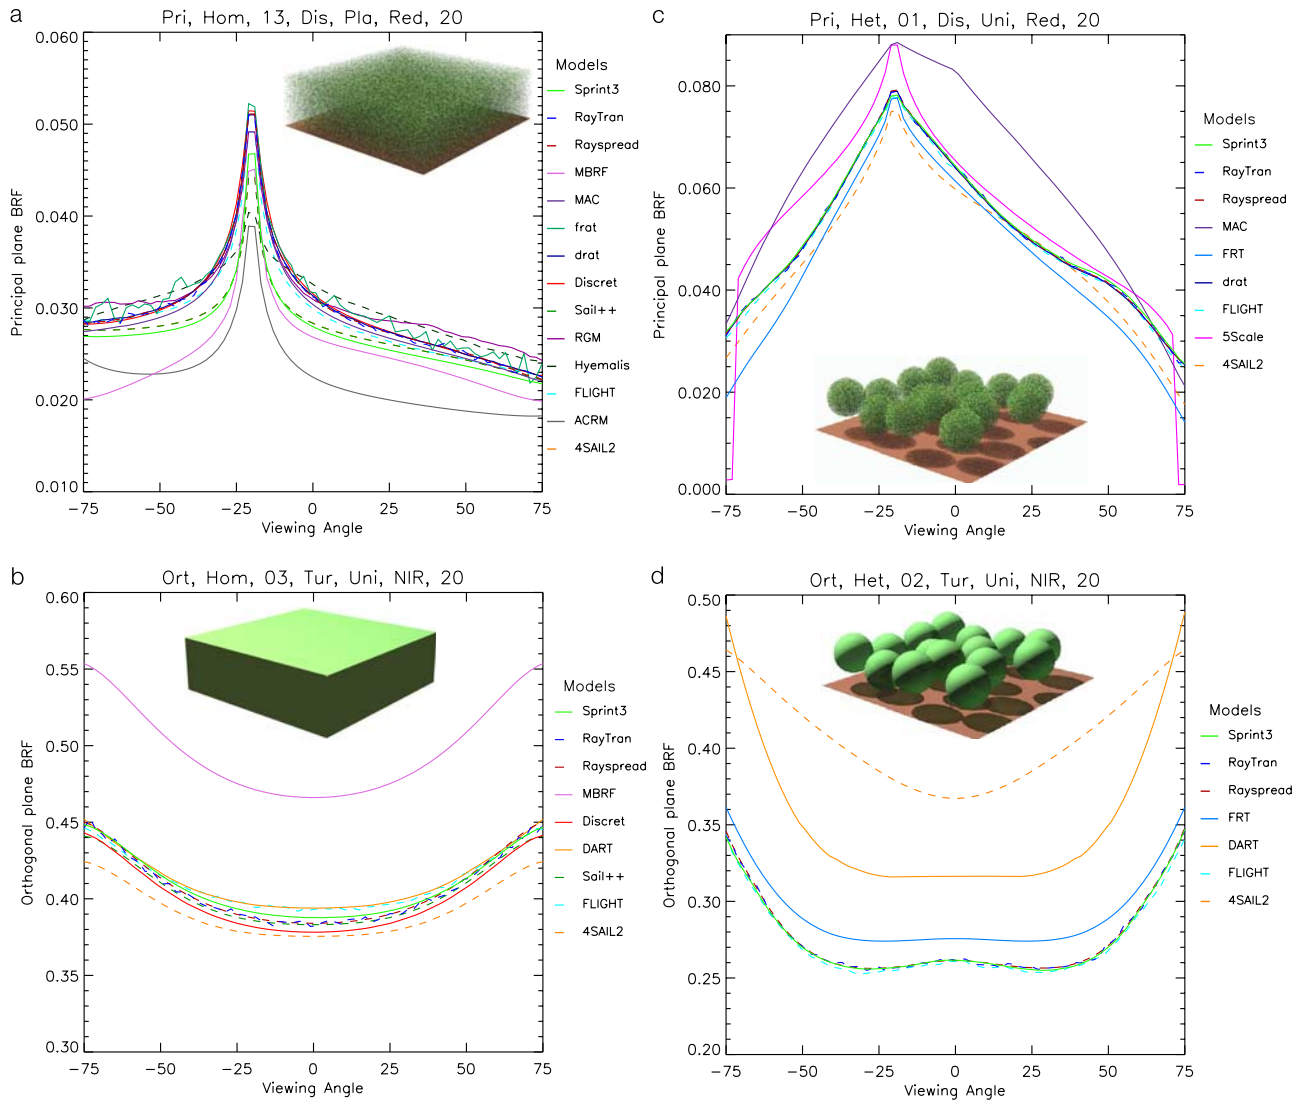 a
Pri, Hom, 13, Dis, Pla, Red, 20
0.060
0.050
0.040
0.030
0.020
0.010
Principal plane BRF
−75 −50 −25 0 25 50 75
Viewing Angle
Models
Sprint3
RayTran
Rayspread
MBRF
MAC
frat
drat
Discret
Sail++
RGM
Hyemalis
FLIGHT
ACRM
4SAIL2
c
Pri, Het, 01, Dis, Uni, Red, 20
0.080
0.060
0.040
0.020
0.000
Principal plane BRF
−75 −50 −25 0 25 50 75
Viewing Angle
Models
Sprint3
RayTran
Rayspread
MAC
FRT
drat
FLIGHT
5Scale
4SAIL2
b
Ort, Hom, 03, Tur, Uni, NIR, 20
0.60
0.55
0.50
0.45
0.40
0.35
0.30
Orthogonal plane BRF
−75 −50 −25 0 25 50 75
Viewing Angle
Models
Sprint3
RayTran
Rayspread
MBRF
Discret
DART
Sail++
FLIGHT
4SAIL2
d
Ort, Het, 02, Tur, Uni, NIR, 20
0.50
0.45
0.40
0.35
0.30
0.25
0.20
Orthogonal plane BRF
−75 −50 −25 0 25 50 75
Viewing Angle
Models
Sprint3
RayTran
Rayspread
FRT
DART
FLIGHT
4SAIL2